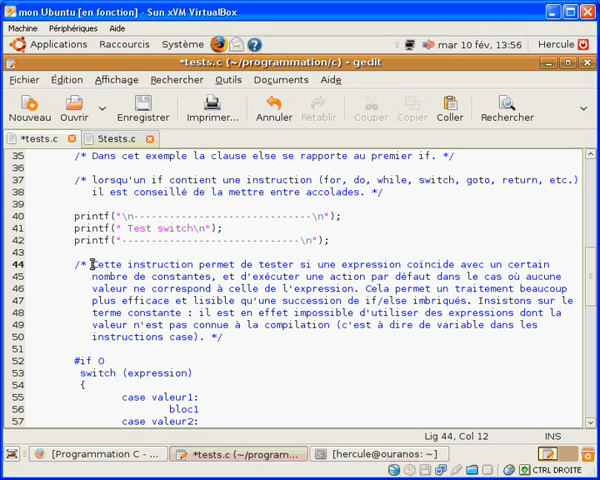 mon Ubuntu [en fonction] - Sun xVM VirtualBox
Machine Périphériques Aide
Applications Raccourcis Système mar 10 fév, 13:56 Hercule
*tests.c (~/programmation/c) - gedit
Fichier Édition Affichage Rechercher Outils Documents Aide
Nouveau Ouvrir Enregistrer Imprimer... Annuler Rétablir Couper Copier Coller Rechercher
*tests.c 5tests.c
35 /* Dans cet exemple la clause else se rapporte au premier if. */
36
37 /* lorsqu'un if contient une instruction (for, do, while, switch, goto, return, etc.)
38 il est conseillé de la mettre entre accolades. */
39
40 printf("\n-------------------------------\n");
41 printf(" Test switch\n");
42 printf("-------------------------------\n");
43
44 /* Cette instruction permet de tester si une expression coïncide avec un certain
45 nombre de constantes, et d'exécuter une action par défaut dans le cas où aucune
46 valeur ne correspond à celle de l'expression. Cela permet un traitement beaucoup
47 plus efficace et lisible qu'une succession de if/else imbriqués. Insistons sur le
48 terme constante : il est en effet impossible d'utiliser des expressions dont la
49 valeur n'est pas connue à la compilation (c'est à dire de variable dans les
50 instructions case). */
51
52 #if 0
53 switch (expression)
54 {
55 case valeur1:
56 bloc1
57 case valeur2:
Lig 44, Col 12 INS
[Programmation C - ... *tests.c (~/program... [hercule@ouranos: ~]
CTRL DROITE